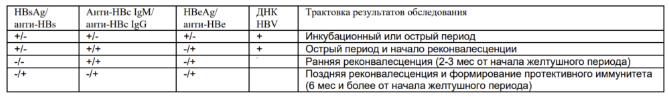 HBsAg/ анти-HBs Анти-HBc IgM/ анти-HBc IgG HBeAg/ анти-HBe ДНК HBV Трактовка результатов обследования
+/- +/- +/- + Инкубационный или острый период
+/- +/+ -/+ + Острый период и начало реконвалесценции
-/- +/+ -/+ Ранняя реконвалесценция (2-3 мес от начала желтушного периода)
-/+ -/+ -/+ Поздняя реконвалесценция и формирование протективного иммунитета
(6 мес и более от начала желтушного периода)